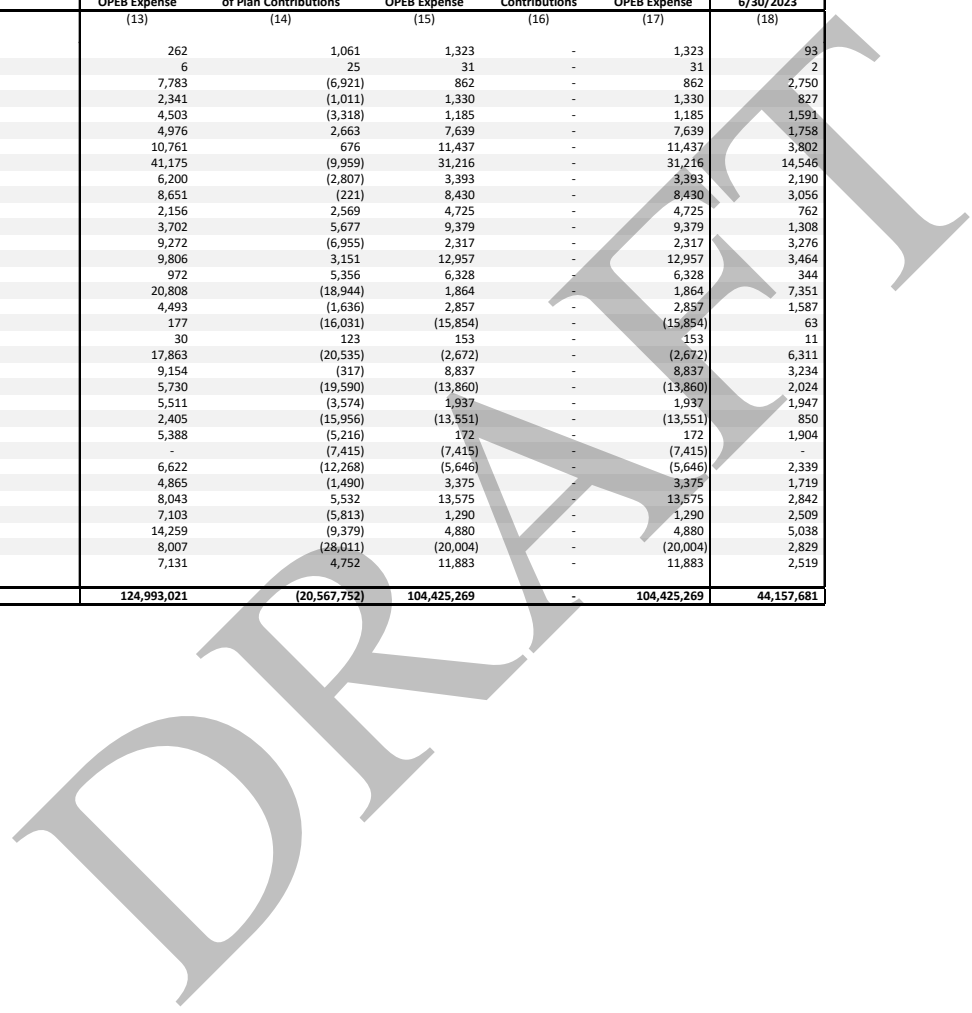 OPEB Expense of Plan Contributions OPEB Expense Contributions OPEB Expense 6/30/2023
(13) (14) (15) (16) (17) (18)
262 1,061 1,323 - 1,323 93
6 25 31 - 31 2
7,783 (6,921) 862 - 862 2,750
2,341 (1,011) 1,330 - 1,330 827
4,503 (3,318) 1,185 - 1,185 1,591
4,976 2,663 7,639 - 7,639 1,758
10,761 676 11,437 - 11,437 3,802
41,175 (9,959) 31,216 - 31,216 14,546
6,200 (2,807) 3,393 - 3,393 2,190
8,651 (221) 8,430 - 8,430 3,056
2,156 2,569 4,725 - 4,725 762
3,702 5,677 9,379 - 9,379 1,308
9,272 (6,955) 2,317 - 2,317 3,276
9,806 3,151 12,957 - 12,957 3,464
972 5,356 6,328 - 6,328 344
20,808 (18,944) 1,864 - 1,864 7,351
4,493 (1,636) 2,857 - 2,857 1,587
177 (16,031) (15,854) - (15,854) 63
30 123 153 - 153 11
17,863 (20,535) (2,672) - (2,672) 6,311
9,154 (317) 8,837 - 8,837 3,234
5,730 (19,590) (13,860) - (13,860) 2,024
5,511 (3,574) 1,937 - 1,937 1,947
2,405 (15,956) (13,551) - (13,551) 850
5,388 (5,216) 172 - 172 1,904
- (7,415) (7,415) - (7,415) -
6,622 (12,268) (5,646) - (5,646) 2,339
4,865 (1,490) 3,375 - 3,375 1,719
8,043 5,532 13,575 - 13,575 2,842
7,103 (5,813) 1,290 - 1,290 2,509
14,259 (9,379) 4,880 - 4,880 5,038
8,007 (28,011) (20,004) - (20,004) 2,829
7,131 4,752 11,883 - 11,883 2,519
124,993,021 (20,567,752) 104,425,269 - 104,425,269 44,157,681
DRAFT